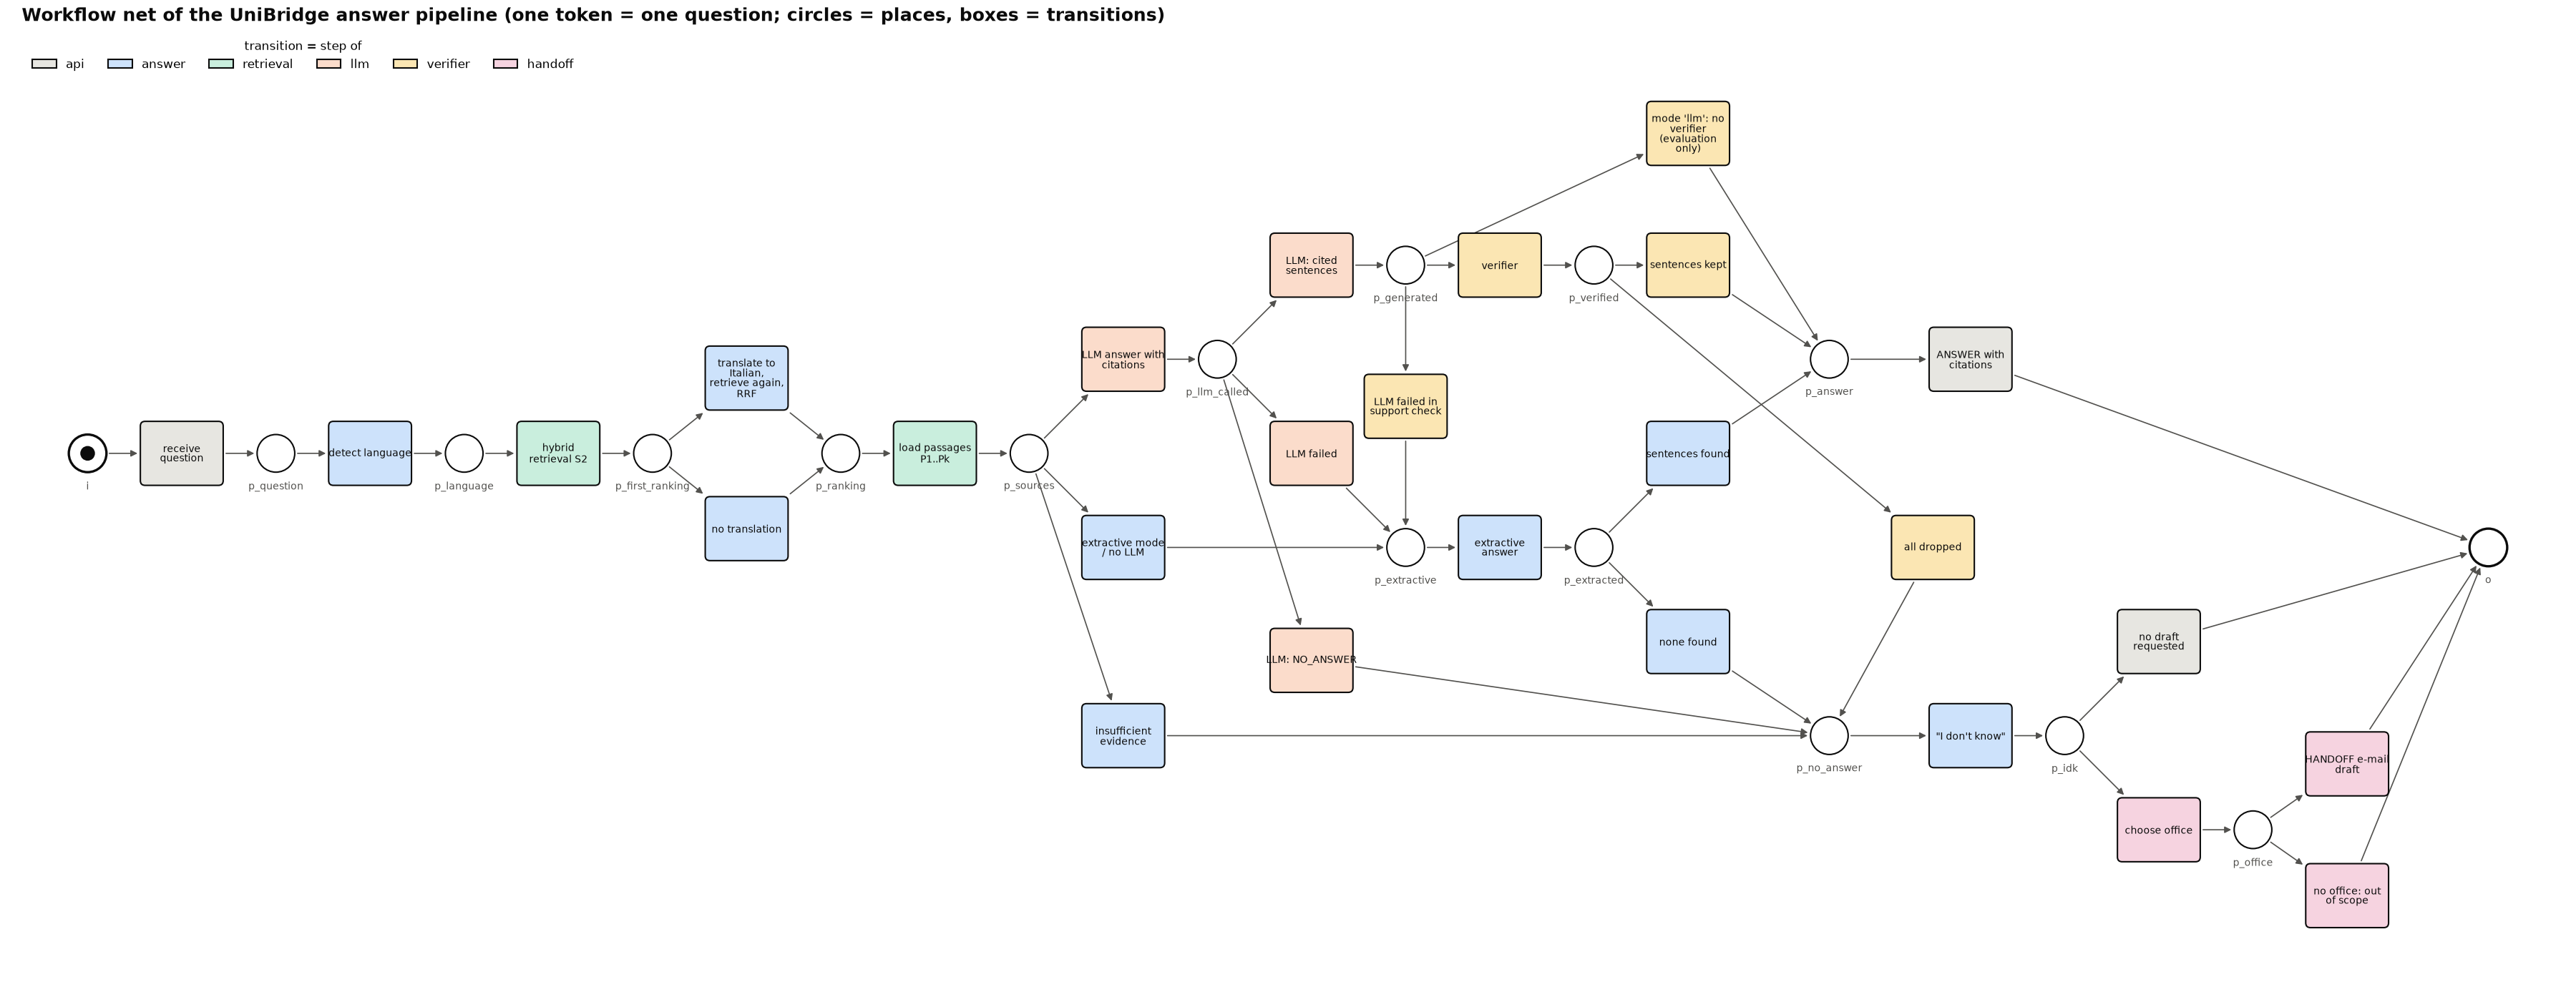 Workflow net of the UniBridge answer pipeline (one token = one question; circles = places, boxes = transitions)
transition = step of
api
answer
retrieval
llm
verifier
handoff
mode 'llm': no
verifier
(evaluation
only)
LLM: cited
sentences
p_generated
verifier
p_verified
sentences kept
LLM answer with
citations
p_llm_called
p_answer
ANSWER with
citations
translate to
Italian,
retrieve again,
RRF
LLM failed in
support check
i
receive
question
p_question
detect language
p_language
hybrid
retrieval S2
p_first_ranking
p_ranking
load passages
P1..Pk
p_sources
LLM failed
sentences found
no translation
extractive mode
/ no LLM
p_extractive
extractive
answer
p_extracted
all dropped
o
none found
no draft
requested
LLM: NO_ANSWER
insufficient
evidence
p_no_answer
"I don't know"
p_idk
HANDOFF e-mail
draft
choose office
p_office
no office: out
of scope